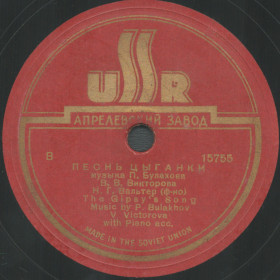 USSR
АПРЕЛЕВСКИЙ ЗАВОД
В 15755
ПЕСНЬ ЦЫГАНКИ
музыка П. Булахова
В. В. Викторова
Н. Г. Вальтер (ф-но)
The Gipsy's Song
Music by P. Bulakhov
V. Victorova
with Piano acc.
MADE IN THE SOVIET UNION